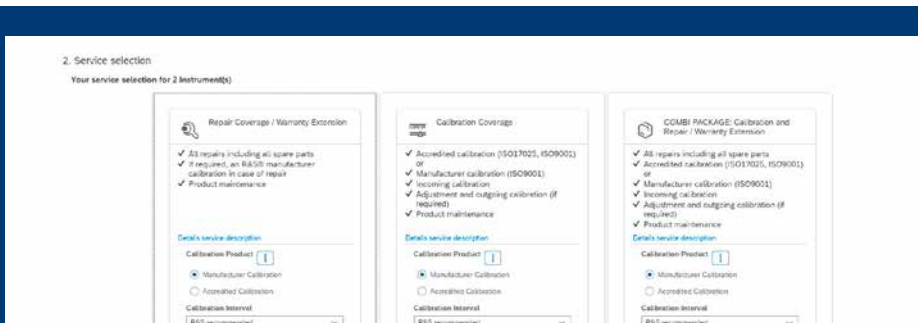 2. Service selection
Your service selection for 2 Instrument(s)
Repair Coverage / Warranty Extension
✓ All repairs including all spare parts
✓ If required, an R&S® manufacturer
calibration in case of repair
✓ Product maintenance
Details service description
Calibration Product i
Manufacturer Calibration
Accredited Calibration
Calibration Interval
R&S recommended
Calibration Coverage
✓ Accredited calibration (ISO17025, ISO9001)
or
✓ Manufacturer calibration (ISO9001)
✓ Incoming calibration
✓ Adjustment and outgoing calibration (if
required)
✓ Product maintenance
Details service description
Calibration Product i
Manufacturer Calibration
Accredited Calibration
Calibration Interval
R&S recommended
COMBI PACKAGE: Calibration and
Repair / Warranty Extension
✓ All repairs including all spare parts
✓ Accredited calibration (ISO17025, ISO9001)
or
✓ Manufacturer calibration (ISO9001)
✓ Incoming calibration
✓ Adjustment and outgoing calibration (if
required)
✓ Product maintenance
Details service description
Calibration Product i
Manufacturer Calibration
Accredited Calibration
Calibration Interval
R&S recommended